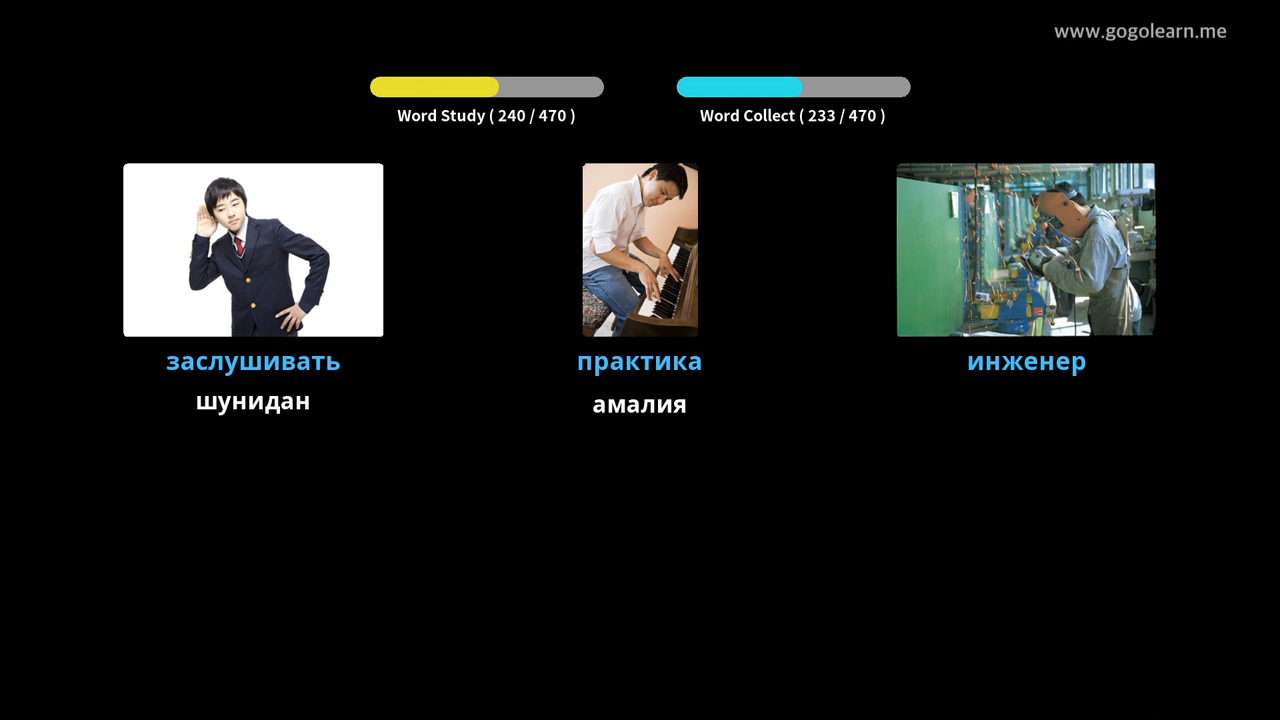 www.gogolearn.me
Word Study ( 240 / 470 )
Word Collect ( 233 / 470 )
заслушивать
шунидан
практика
амалия
инженер